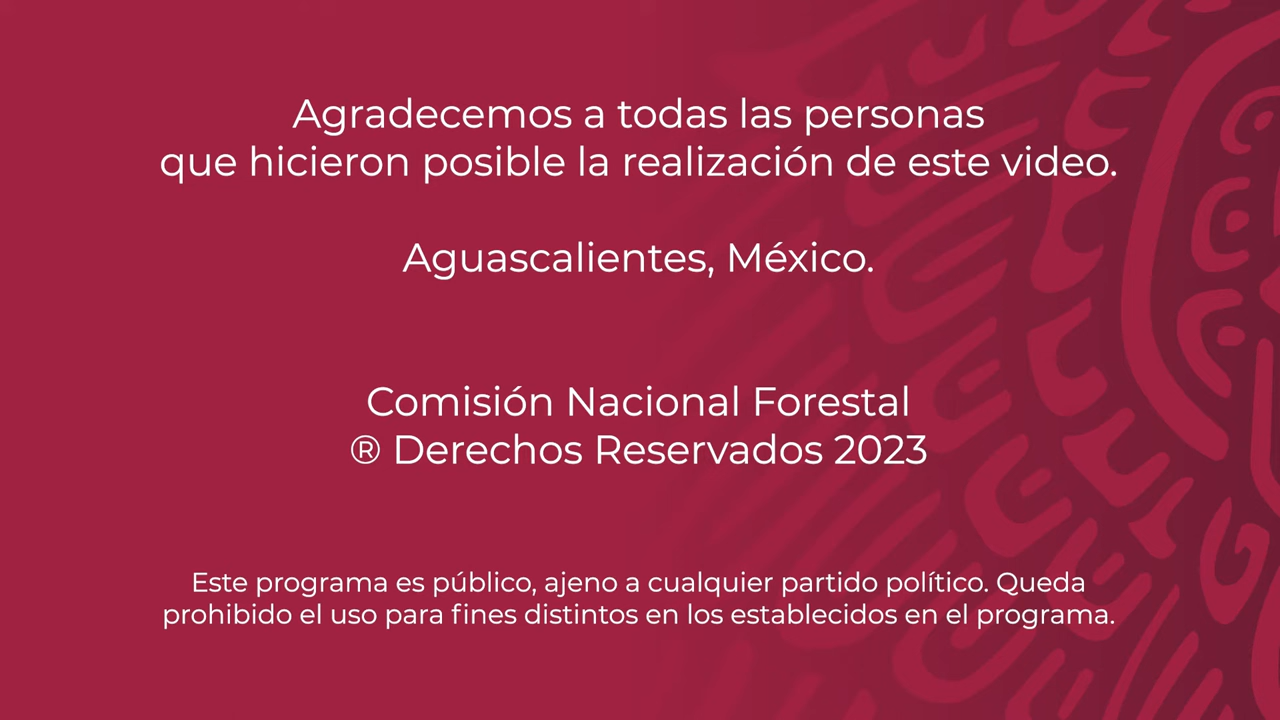 Agradecemos a todas las personas
que hicieron posible la realización de este video.
Aguascalientes, México.
Comisión Nacional Forestal
® Derechos Reservados 2023
Este programa es público, ajeno a cualquier partido político. Queda
prohibido el uso para fines distintos en los establecidos en el programa.